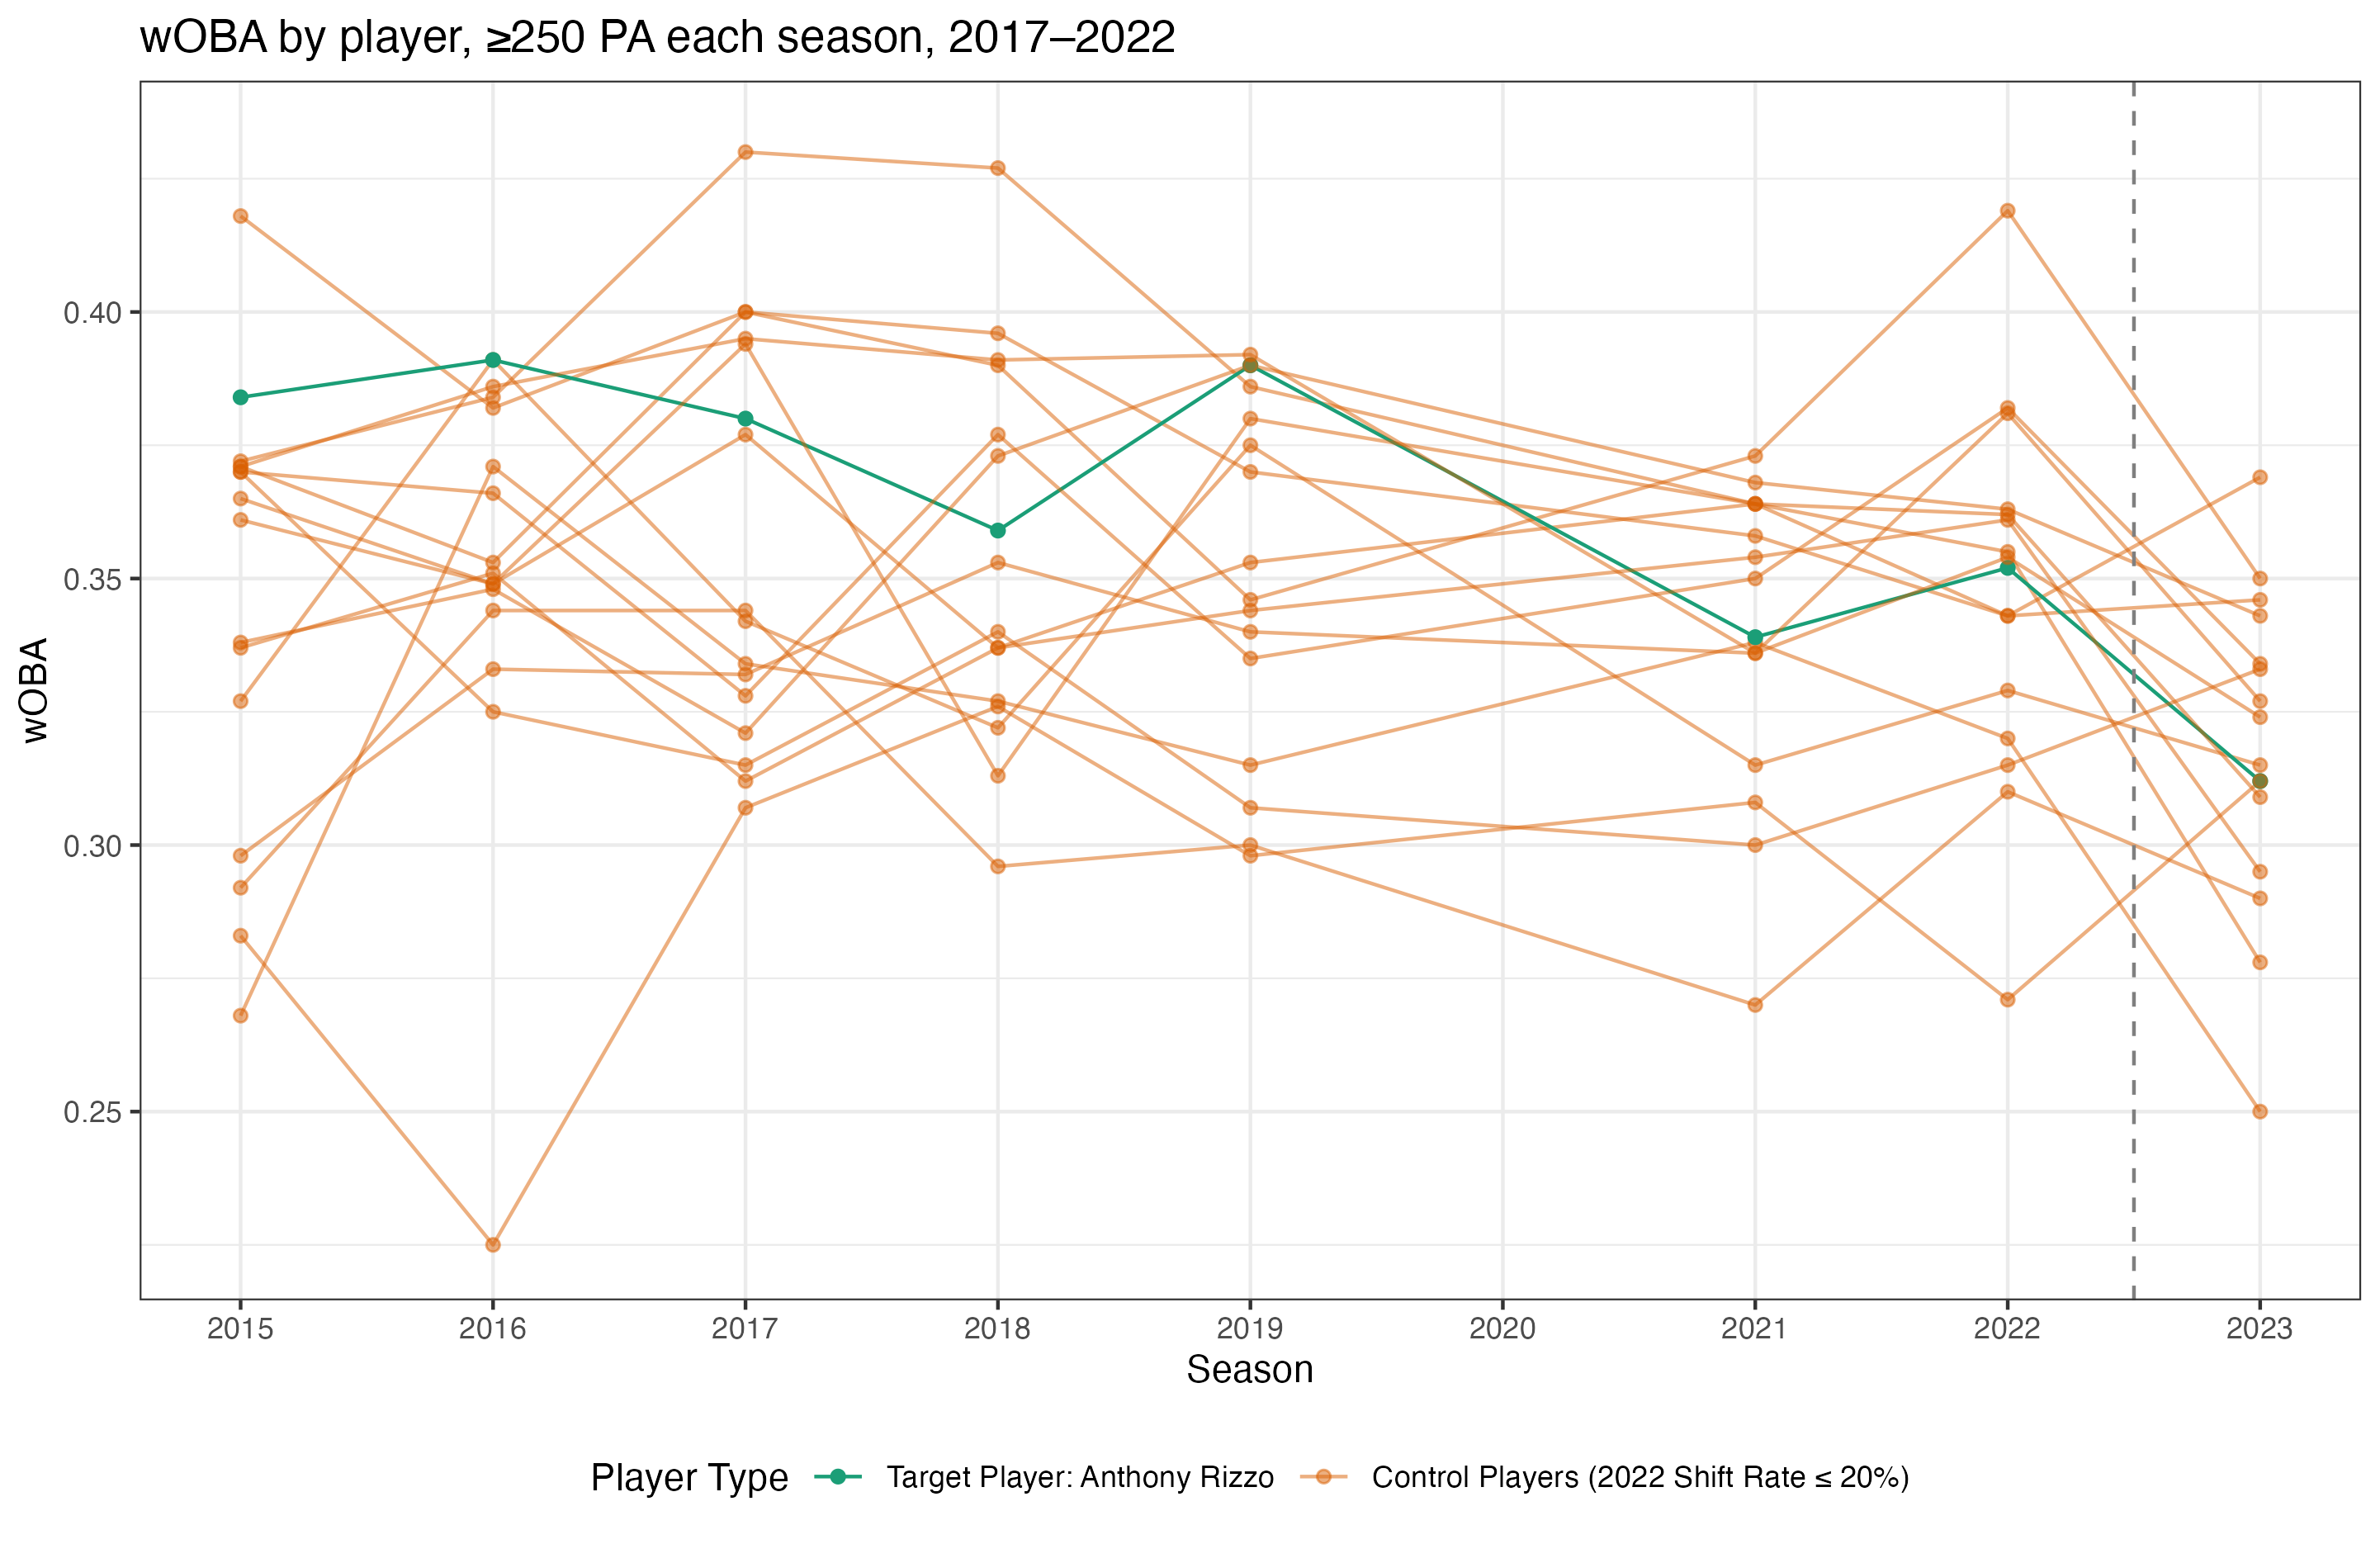 wOBA by player, ≥250 PA each season, 2017–2022
wOBA
0.40
0.35
0.30
0.25
2015 2016 2017 2018 2019 2020 2021 2022 2023
Season
Player Type Target Player: Anthony Rizzo Control Players (2022 Shift Rate ≤ 20%)